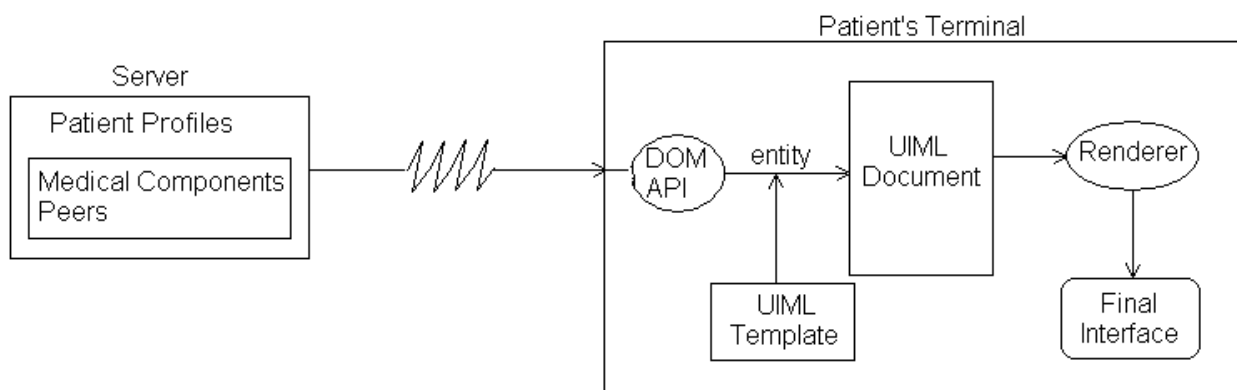 Patient's Terminal
Server
Patient Profiles
Medical Components
Peers
DOM
API
entity
UIML
Document
Renderer
UIML
Template
Final
Interface